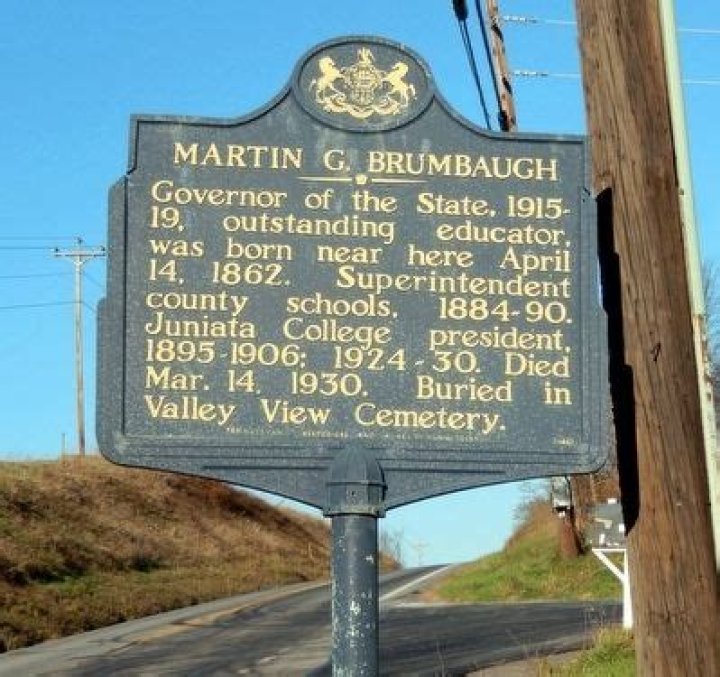 MARTIN G. BRUMBAUGH
Governor of the State, 1915-
19, outstanding educator,
was born near here April
14, 1862. Superintendent
county schools, 1884-90.
Juniata College president,
1895-1906; 1924-30. Died
Mar. 14, 1930. Buried in
Valley View Cemetery.